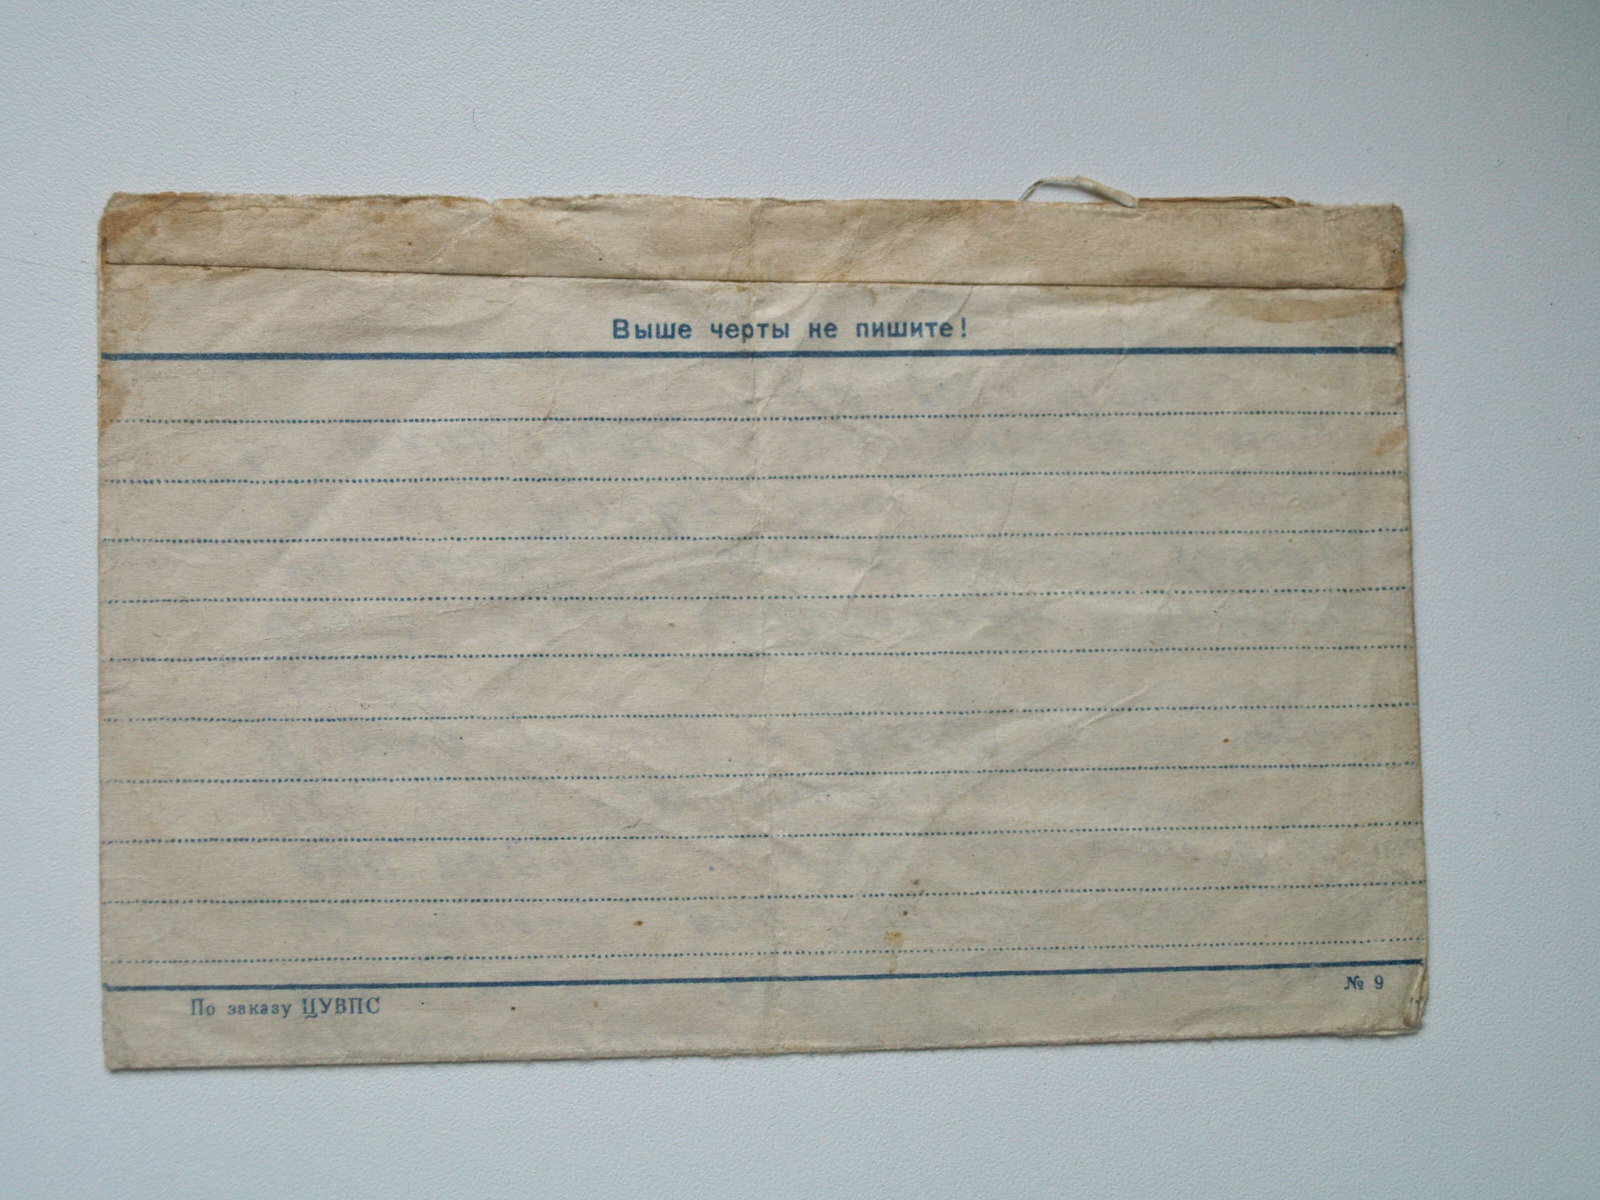 Выше черты не пишите!
По заказу ЦУВПС
№ 9